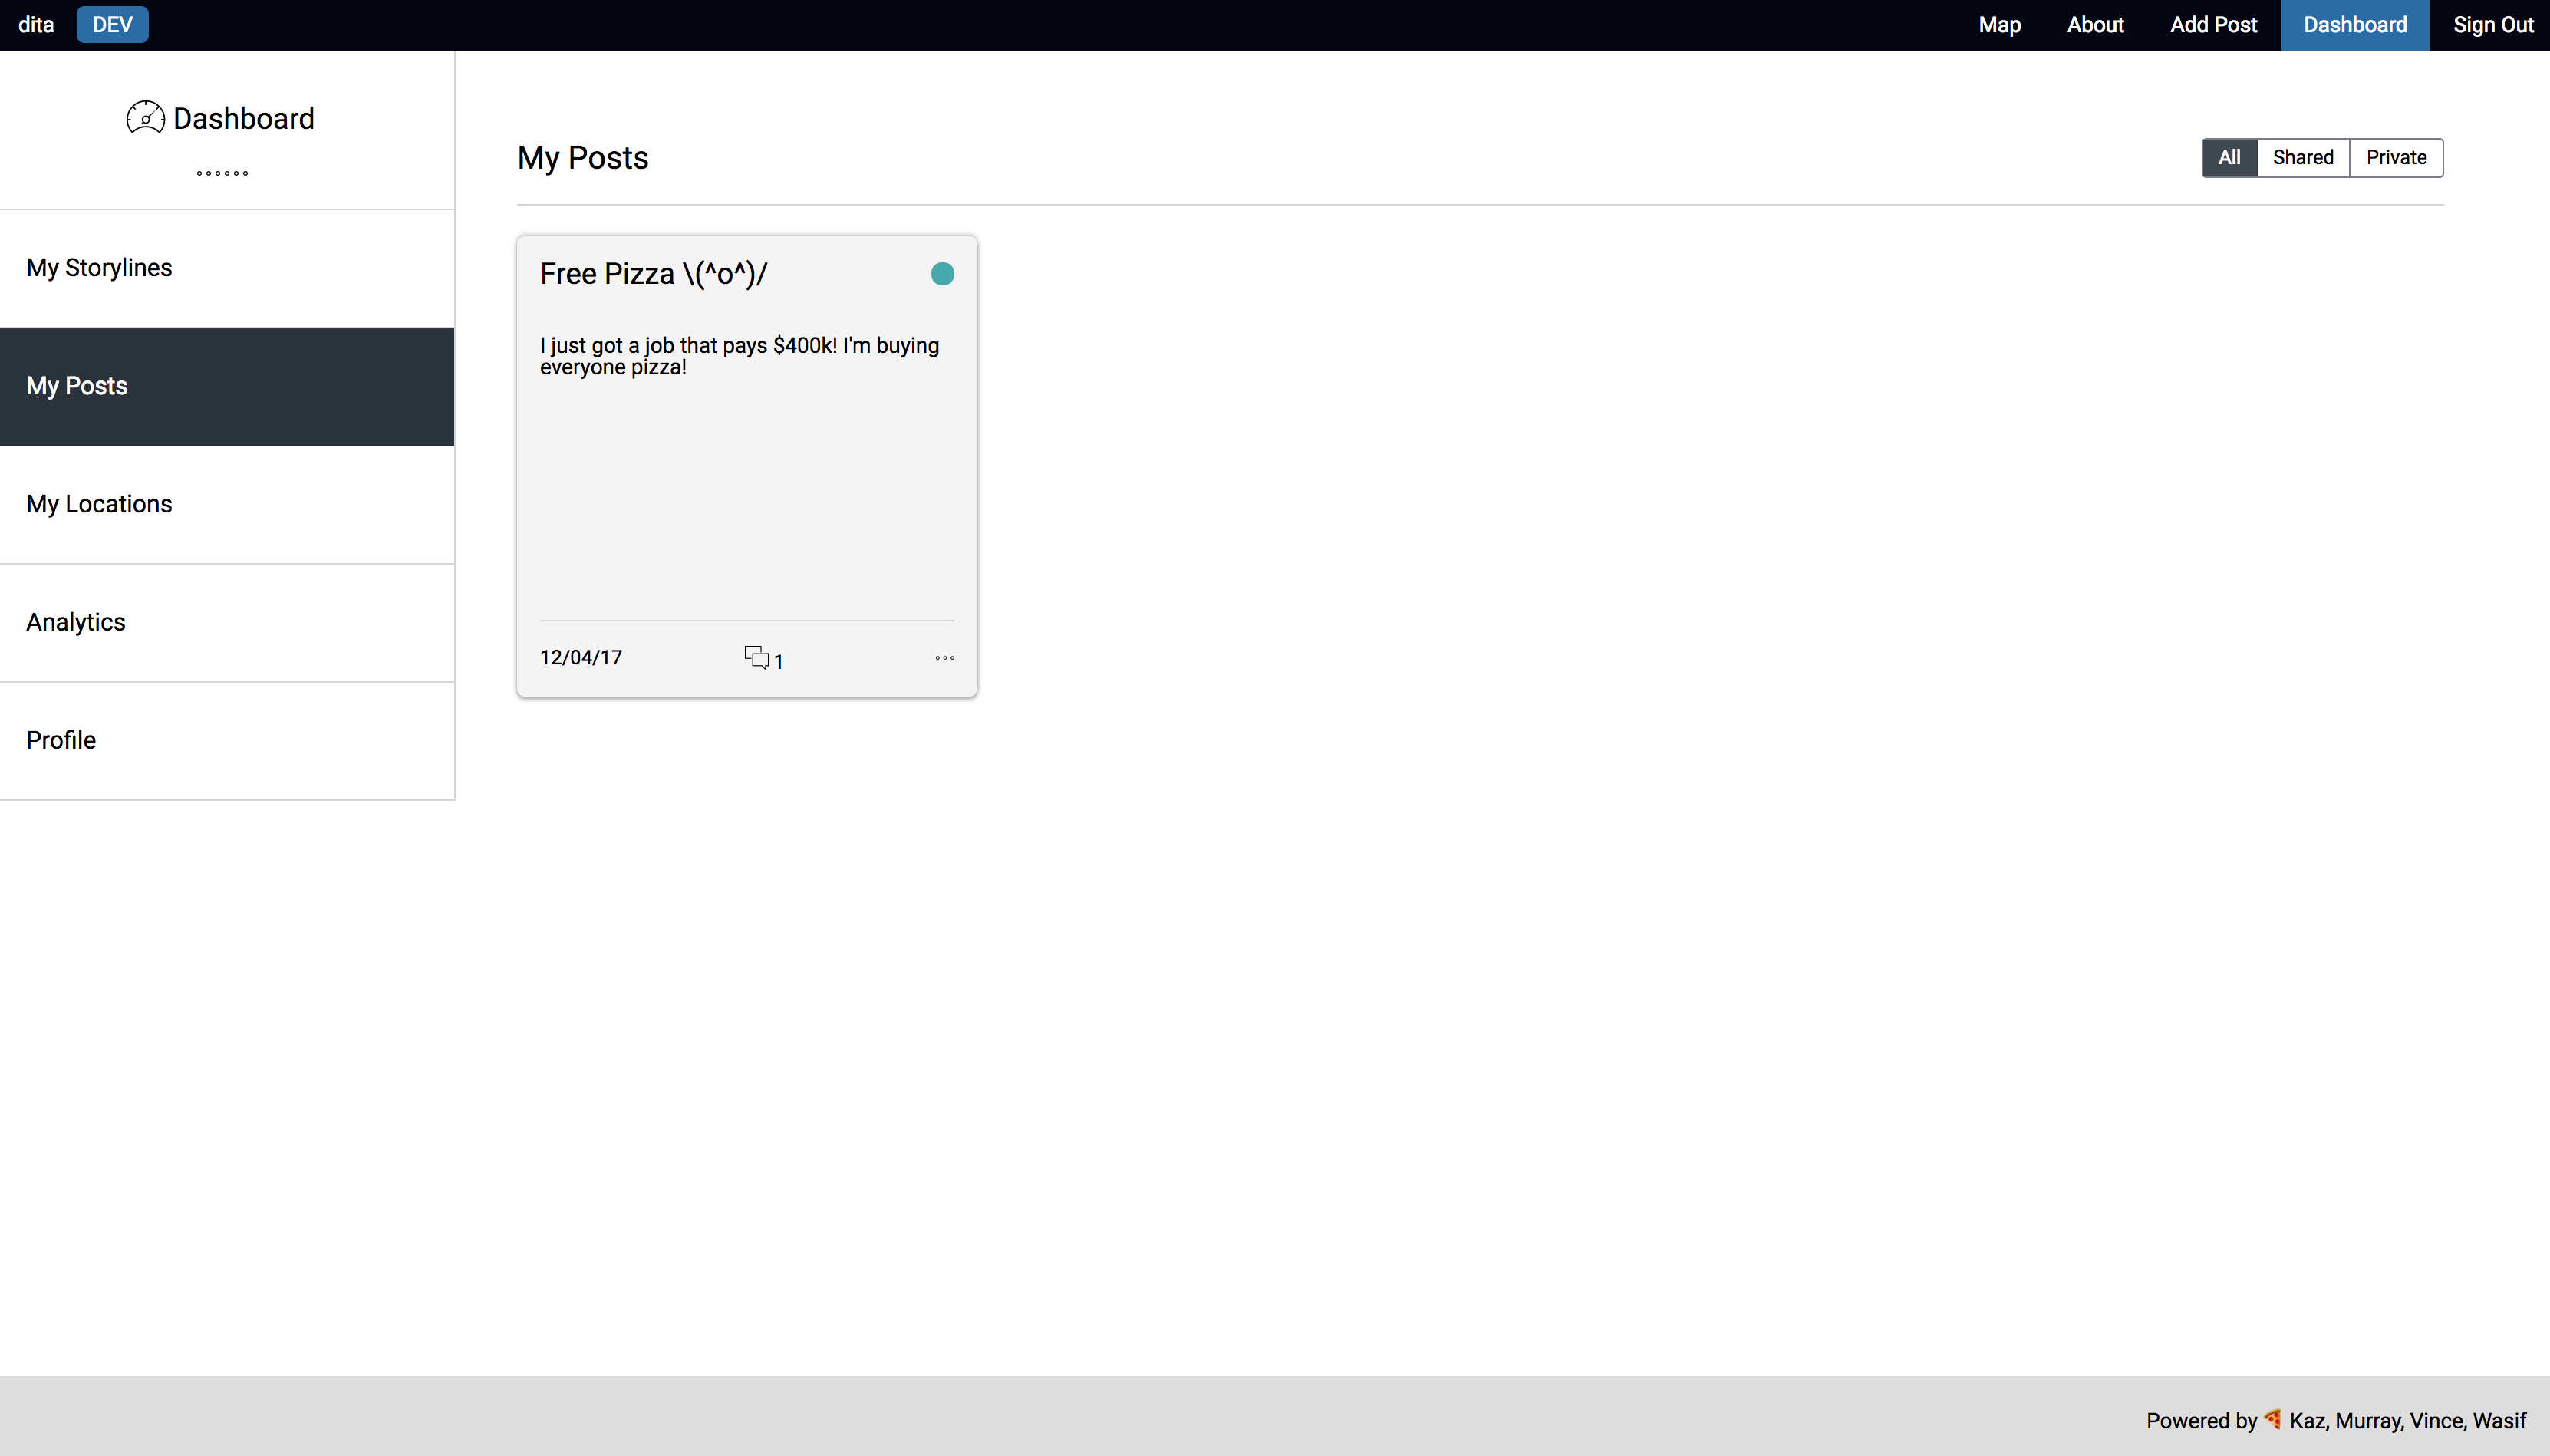 dita DEV Map About Add Post Dashboard Sign Out
Dashboard
My Storylines
My Posts
My Locations
Analytics
Profile
My Posts
All Shared Private
Free Pizza \(^o^)/
I just got a job that pays $400k! I'm buying
everyone pizza!
12/04/17 1
Powered by 🍕 Kaz, Murray, Vince, Wasif